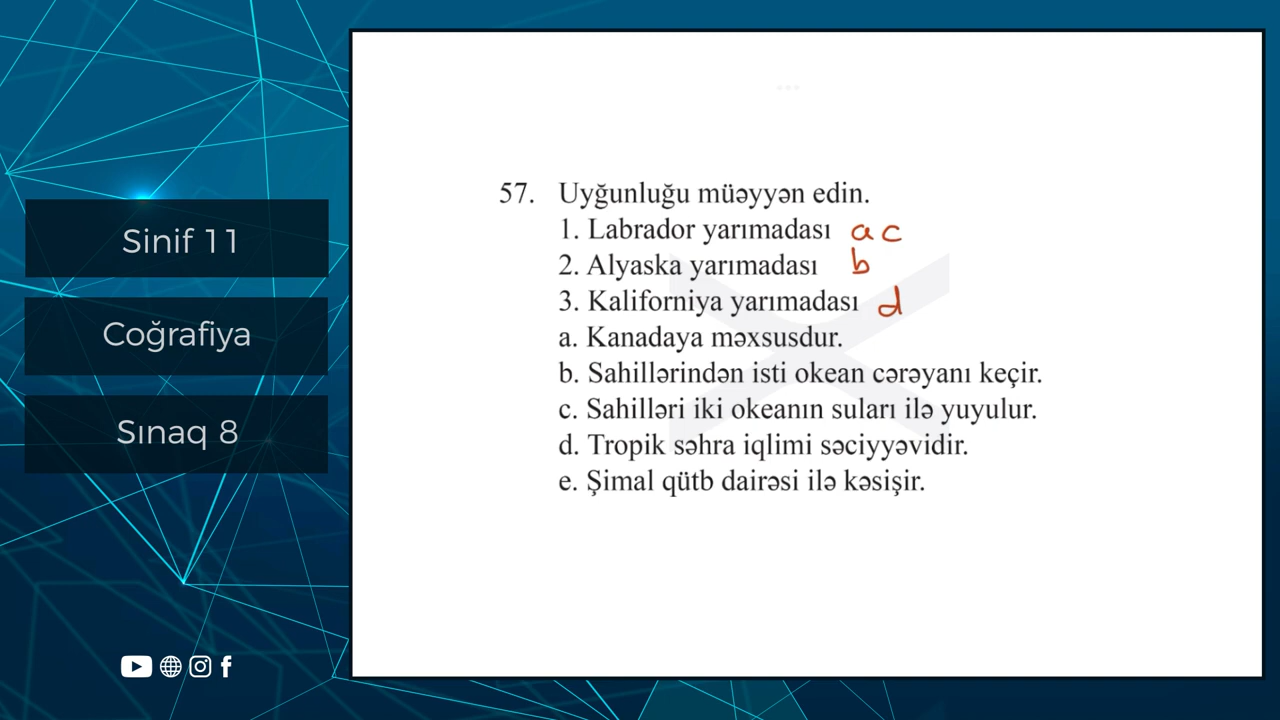 Sinif 11
Coğrafiya
Sınaq 8
57. Uyğunluğu müəyyən edin.
1. Labrador yarımadası a c
2. Alyaska yarımadası b
3. Kaliforniya yarımadası d
a. Kanadaya məxsusdur.
b. Sahillərindən isti okean cərəyanı keçir.
c. Sahilləri iki okeanın suları ilə yuyulur.
d. Tropik səhra iqlimi səciyyəvidir.
e. Şimal qütb dairəsi ilə kəsişir.